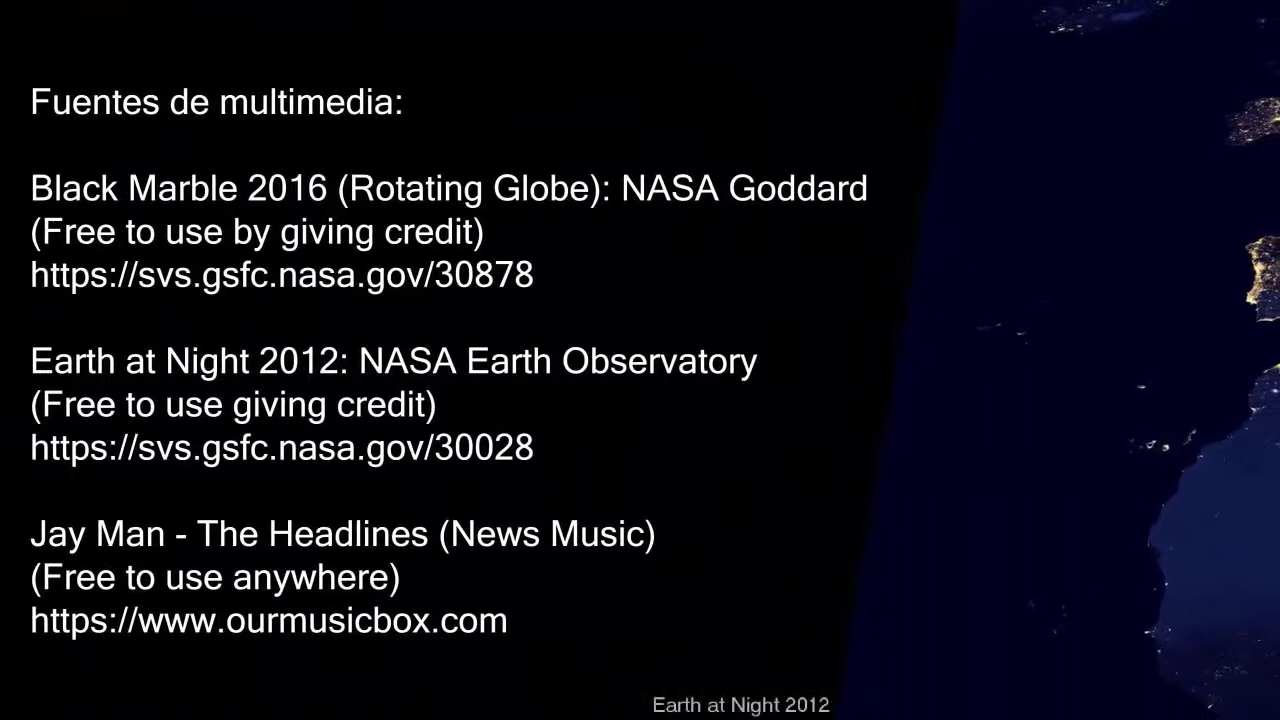 Fuentes de multimedia:
Black Marble 2016 (Rotating Globe): NASA Goddard
(Free to use by giving credit)
https://svs.gsfc.nasa.gov/30878
Earth at Night 2012: NASA Earth Observatory
(Free to use giving credit)
https://svs.gsfc.nasa.gov/30028
Jay Man - The Headlines (News Music)
(Free to use anywhere)
https://www.ourmusicbox.com
Earth at Night 2012